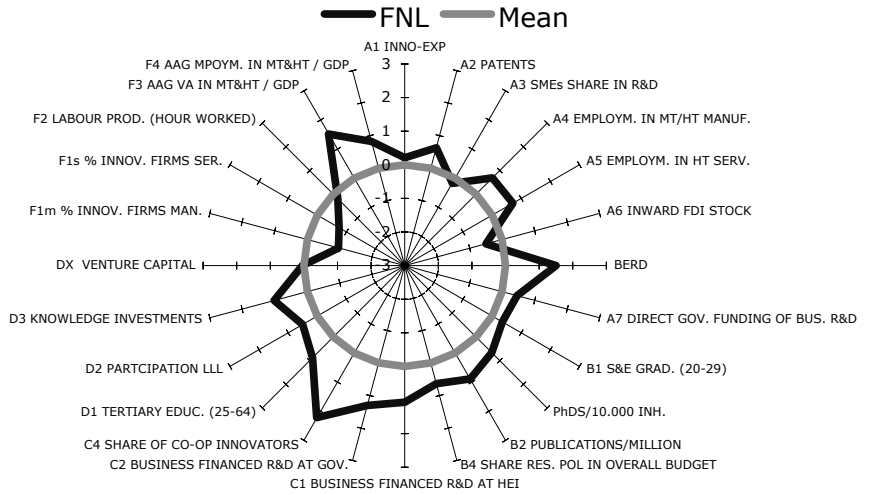 FNL Mean
A1 INNO-EXP
F4 AAG MPOYM. IN MT&HT / GDP
A2 PATENTS
F3 AAG VA IN MT&HT / GDP
A3 SMEs SHARE IN R&D
F2 LABOUR PROD. (HOUR WORKED)
A4 EMPLOYM. IN MT/HT MANUF.
F1s % INNOV. FIRMS SER.
A5 EMPLOYM. IN HT SERV.
F1m % INNOV. FIRMS MAN.
A6 INWARD FDI STOCK
3
2
1
0
-1
-2
-3
DX VENTURE CAPITAL
BERD
D3 KNOWLEDGE INVESTMENTS
A7 DIRECT GOV. FUNDING OF BUS. R&D
D2 PARTCIPATION LLL
B1 S&E GRAD. (20-29)
D1 TERTIARY EDUC. (25-64)
PhDS/10.000 INH.
C4 SHARE OF CO-OP INNOVATORS
B2 PUBLICATIONS/MILLION
C2 BUSINESS FINANCED R&D AT GOV.
B4 SHARE RES. POL IN OVERALL BUDGET
C1 BUSINESS FINANCED R&D AT HEI